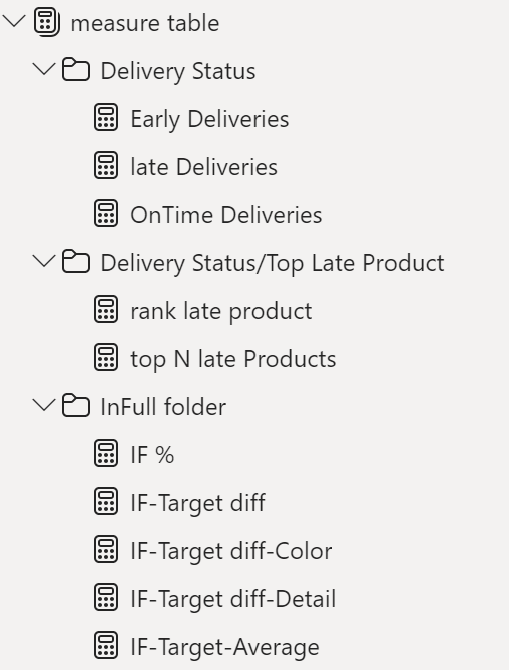 measure table
Delivery Status
Early Deliveries
late Deliveries
OnTime Deliveries
Delivery Status/Top Late Product
rank late product
top N late Products
InFull folder
IF %
IF-Target diff
IF-Target diff-Color
IF-Target diff-Detail
IF-Target-Average